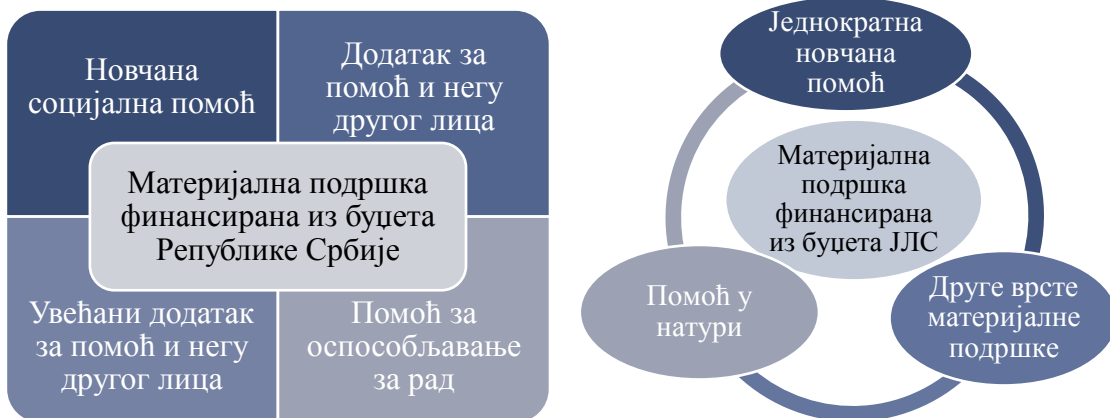 Новчана
социјална помоћ
Додатак за
помоћ и негу
другог лица
Материјална подршка
финансирана из буџета
Републике Србије
Увећани додатак
за помоћ и негу
другог лица
Помоћ за
оспособљавање
за рад
Једнократна
новчана
помоћ
Материјална
подршка
финансирана
из буџета ЈЛС
Помоћ у
натури
Друге врсте
материјалне
подршке